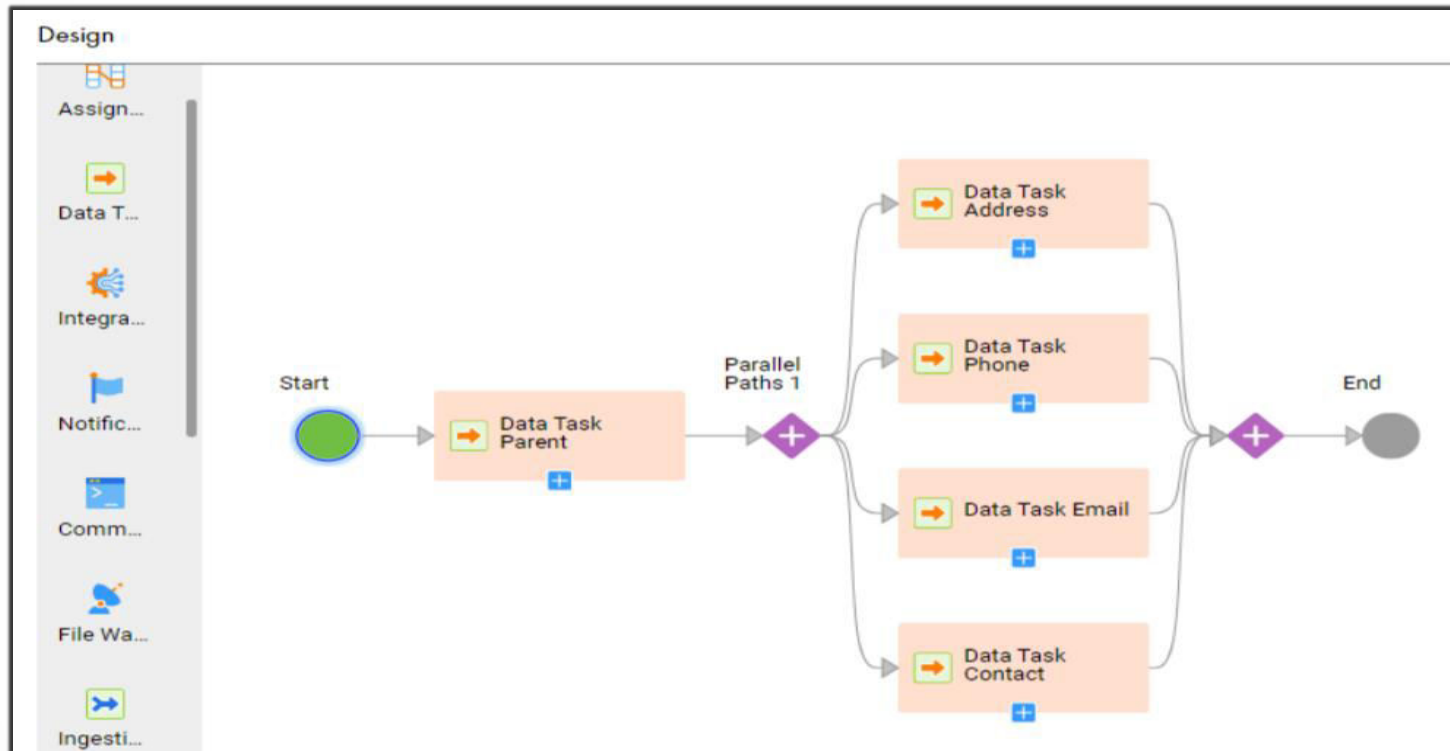 Design
Assign...
Data T...
Integra...
Notific...
Comm...
File Wa...
Ingesti...
Start
Data Task
Parent
Parallel
Paths 1
Data Task
Address
Data Task
Phone
Data Task Email
Data Task
Contact
End